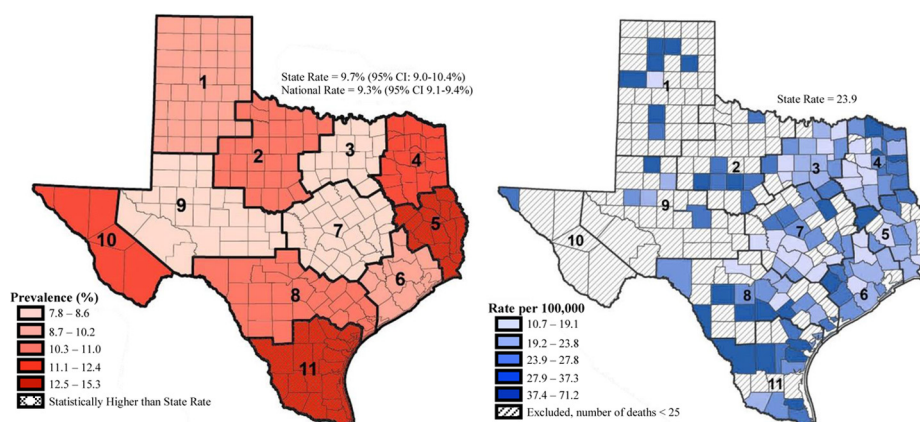 State Rate = 9.7% (95% CI: 9.0-10.4%)
National Rate = 9.3% (95% CI 9.1-9.4%)
1
2
3
4
5
6
7
8
9
10
11
Prevalence (%)
7.8 – 8.6
8.7 – 10.2
10.3 – 11.0
11.1 – 12.4
12.5 – 15.3
Statistically Higher than State Rate
State Rate = 23.9
1
2
3
4
5
6
7
8
9
10
11
Rate per 100,000
10.7 – 19.1
19.2 – 23.8
23.9 – 27.8
27.9 – 37.3
37.4 – 71.2
Excluded, number of deaths < 25